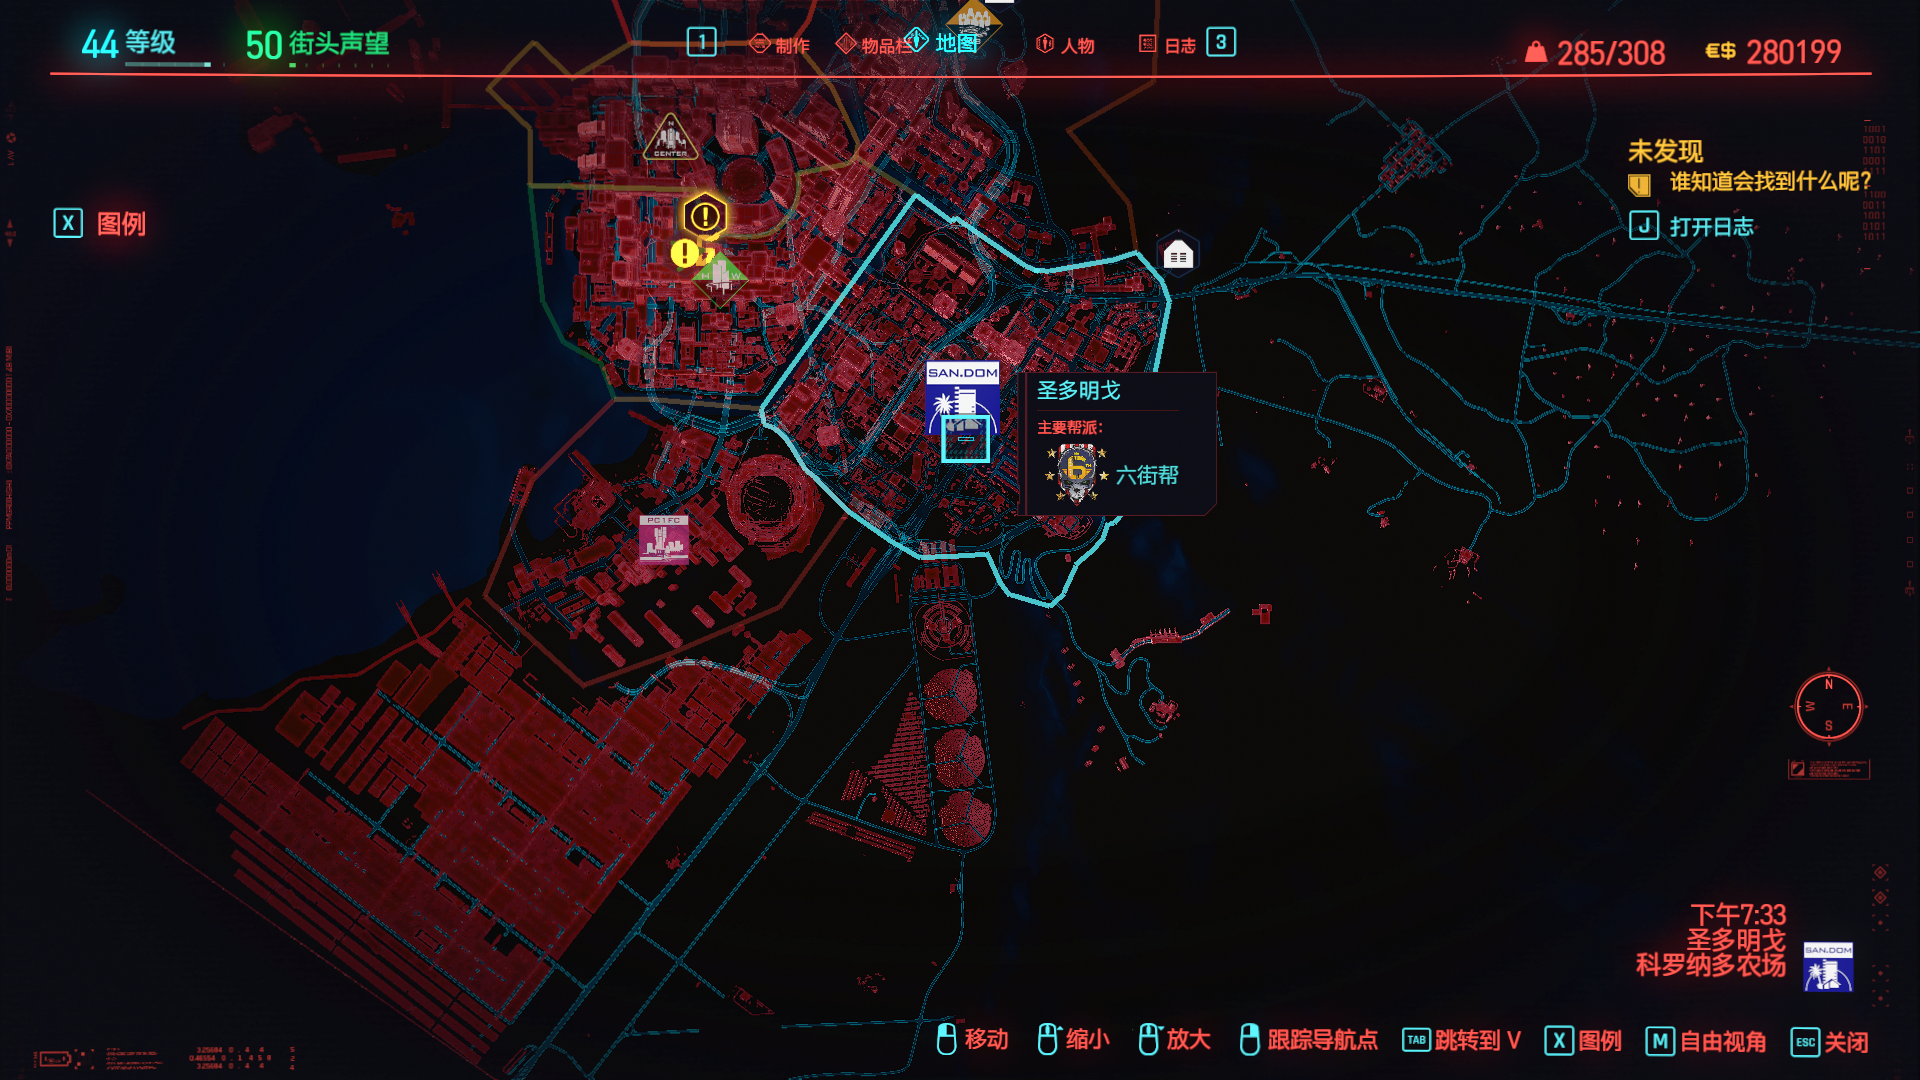 44 等级
50 街头声望
1
制作
物品栏
地图
人物
日志
3
285/308
€$ 280199
未发现
谁知道会找到什么呢?
J 打开日志
X 图例
N
CENTER
H W
SAN.DOM
圣多明戈
主要帮派:
6
六街帮
PC1FC
N
W E
S
下午7:33
圣多明戈
科罗纳多农场
SAN.DOM
移动
缩小
放大
跟踪导航点
TAB 跳转到 V
X 图例
M 自由视角
ESC 关闭